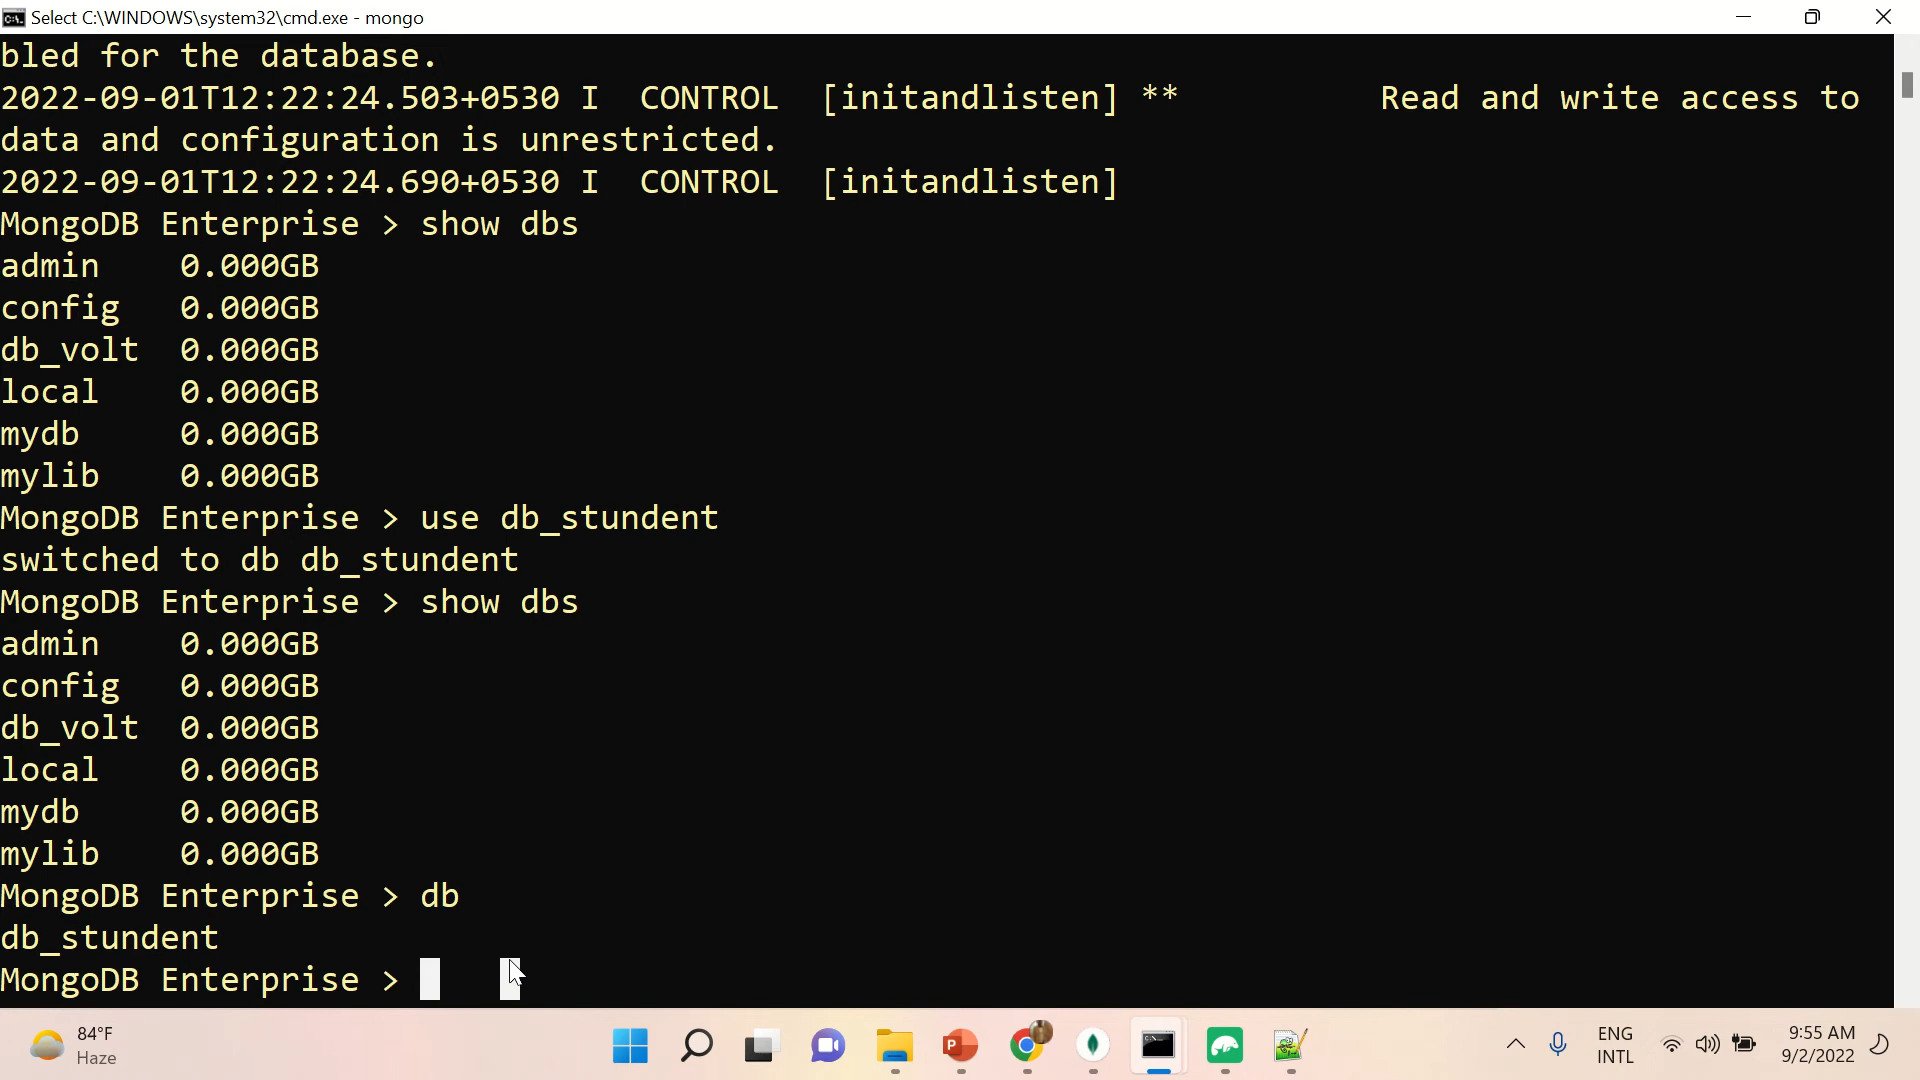 Select C:\WINDOWS\system32\cmd.exe - mongo
bled for the database.
2022-09-01T12:22:24.503+0530 I  CONTROL  [initandlisten] **          Read and write access to
data and configuration is unrestricted.
2022-09-01T12:22:24.690+0530 I  CONTROL  [initandlisten]
MongoDB Enterprise > show dbs
admin    0.000GB
config   0.000GB
db_volt  0.000GB
local    0.000GB
mydb     0.000GB
mylib    0.000GB
MongoDB Enterprise > use db_stundent
switched to db db_stundent
MongoDB Enterprise > show dbs
admin    0.000GB
config   0.000GB
db_volt  0.000GB
local    0.000GB
mydb     0.000GB
mylib    0.000GB
MongoDB Enterprise > db
db_stundent
MongoDB Enterprise >
84°F
Haze
ENG
INTL
9:55 AM
9/2/2022